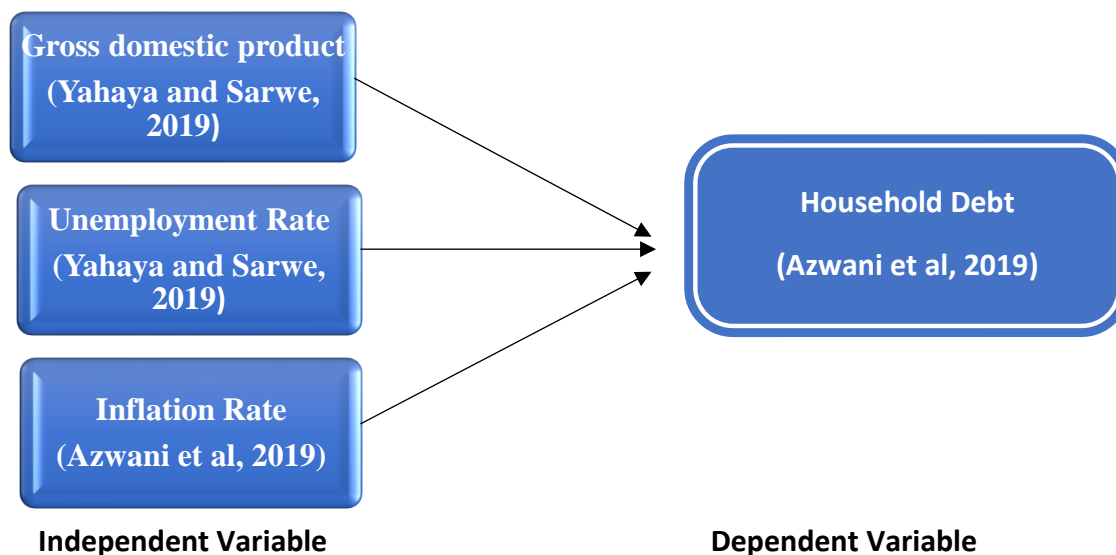 Gross domestic product
(Yahaya and Sarwe,
2019)
Unemployment Rate
(Yahaya and Sarwe,
2019)
Inflation Rate
(Azwani et al, 2019)
Independent Variable
Household Debt
(Azwani et al, 2019)
Dependent Variable